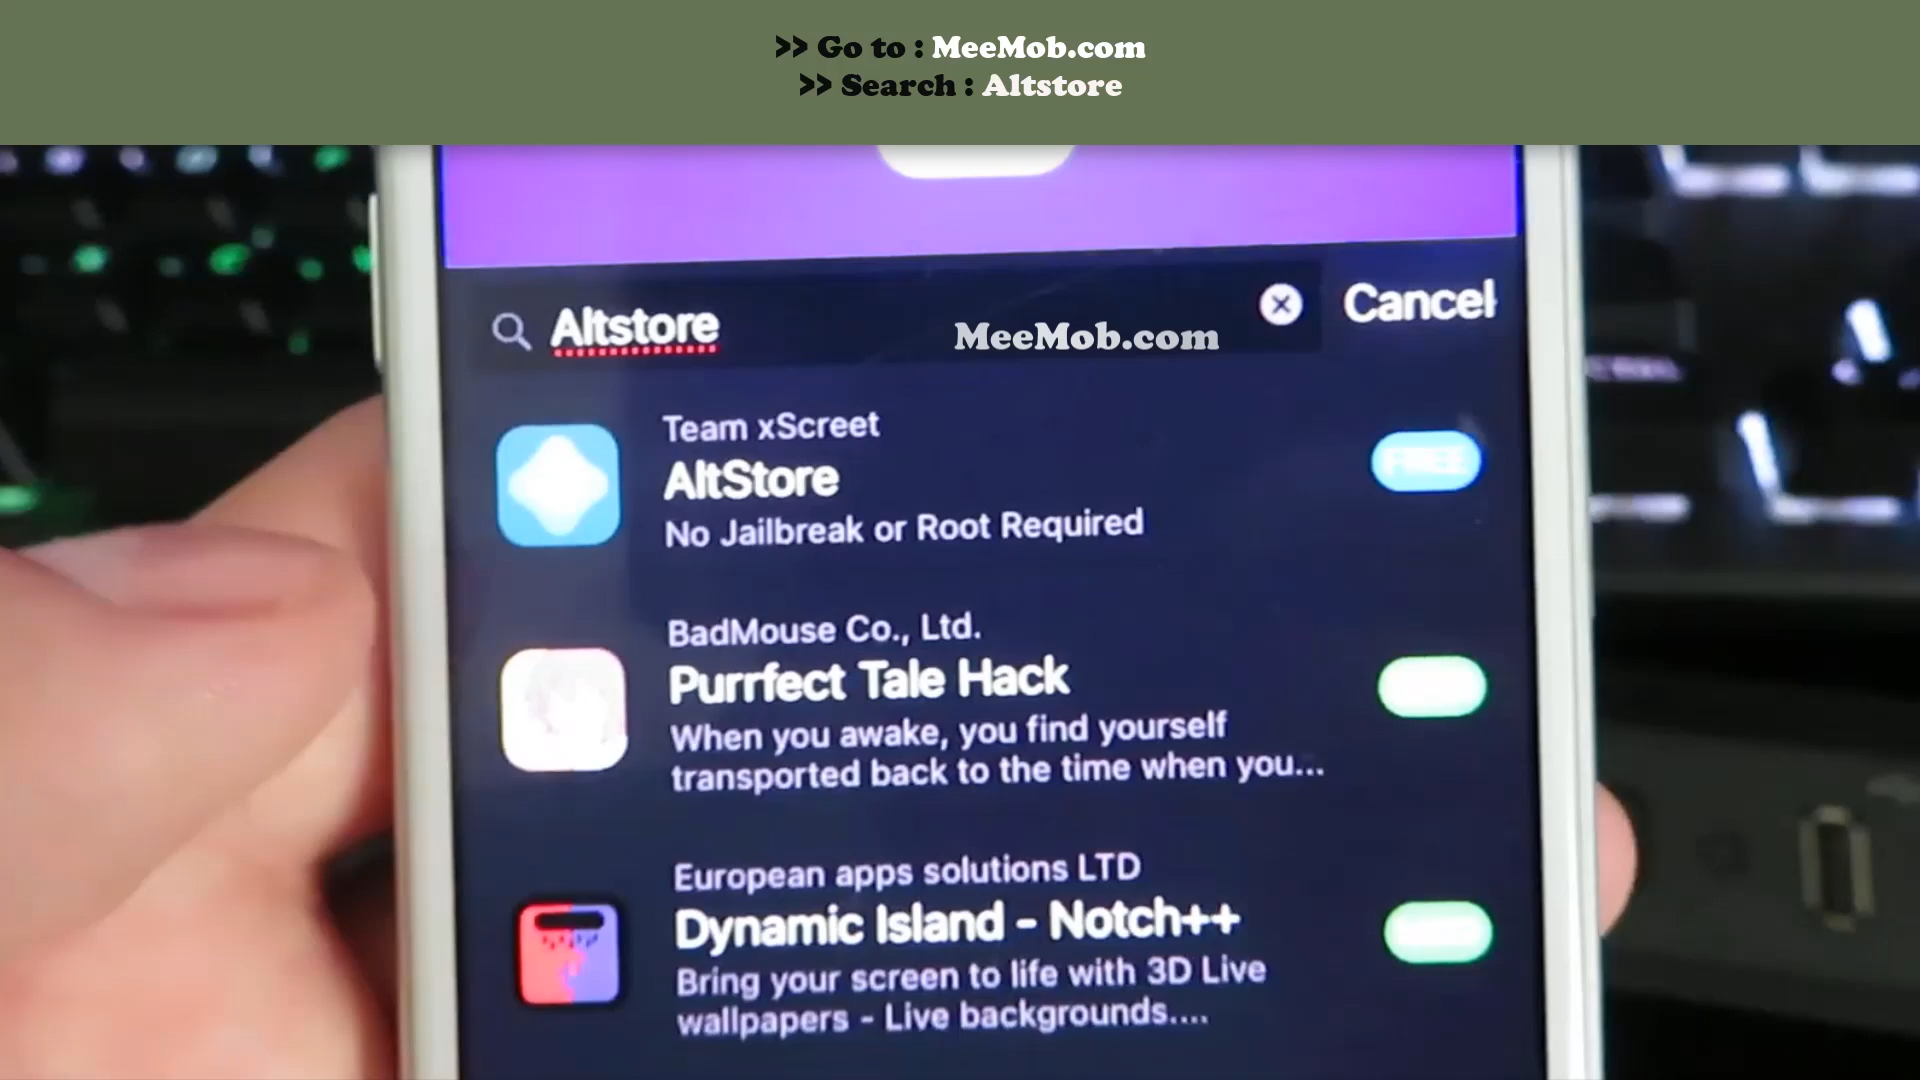 >> Go to : MeeMob.com
>> Search : Altstore
Altstore
MeeMob.com
Cancel
Team xScreet
AltStore
No Jailbreak or Root Required
FREE
BadMouse Co., Ltd.
Purrfect Tale Hack
When you awake, you find yourself
transported back to the time when you...
European apps solutions LTD
Dynamic Island - Notch++
Bring your screen to life with 3D Live
wallpapers - Live backgrounds....